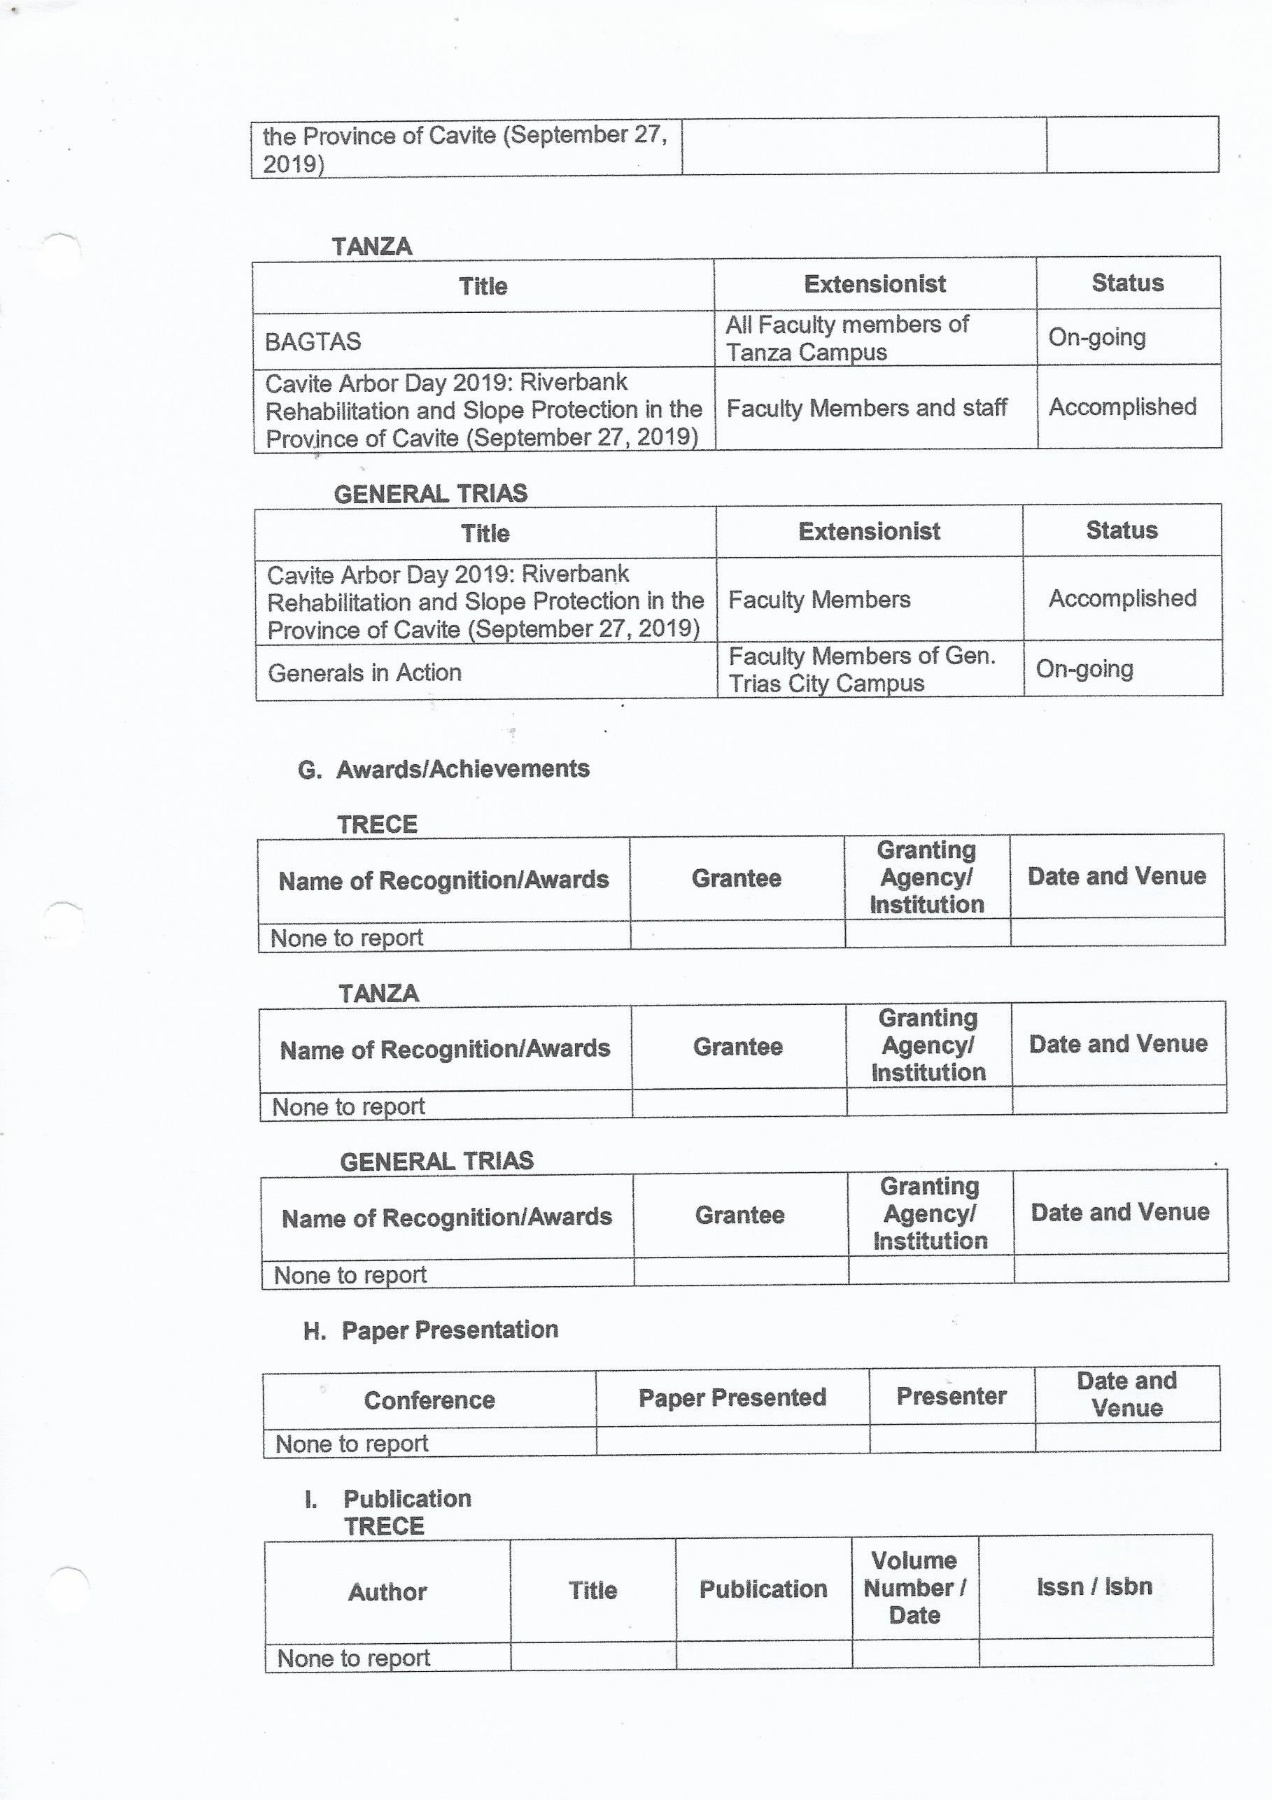 the Province of Cavite (September 27,
2019)
TANZA
Title Extensionist Status
BAGTAS
All Faculty members of
Tanza Campus
On-going
Cavite Arbor Day 2019: Riverbank
Rehabilitation and Slope Protection in the
Province of Cavite (September 27, 2019)
Faculty Members and staff
Accomplished
GENERAL TRIAS
Title Extensionist Status
Cavite Arbor Day 2019: Riverbank
Rehabilitation and Slope Protection in the
Province of Cavite (September 27, 2019)
Faculty Members
Accomplished
Generals in Action
Faculty Members of Gen.
Trias City Campus
On-going
G. Awards/Achievements
TRECE
Name of Recognition/Awards
Grantee
Granting
Agency/
Institution
Date and Venue
None to report
TANZA
Name of Recognition/Awards
Grantee
Granting
Agency/
Institution
Date and Venue
None to report
GENERAL TRIAS
Name of Recognition/Awards
Grantee
Granting
Agency/
Institution
Date and Venue
None to report
H. Paper Presentation
Conference
Paper Presented
Presenter
Date and
Venue
None to report
I. Publication
TRECE
Author
Title
Publication
Volume
Number /
Date
Issn / Isbn
None to report